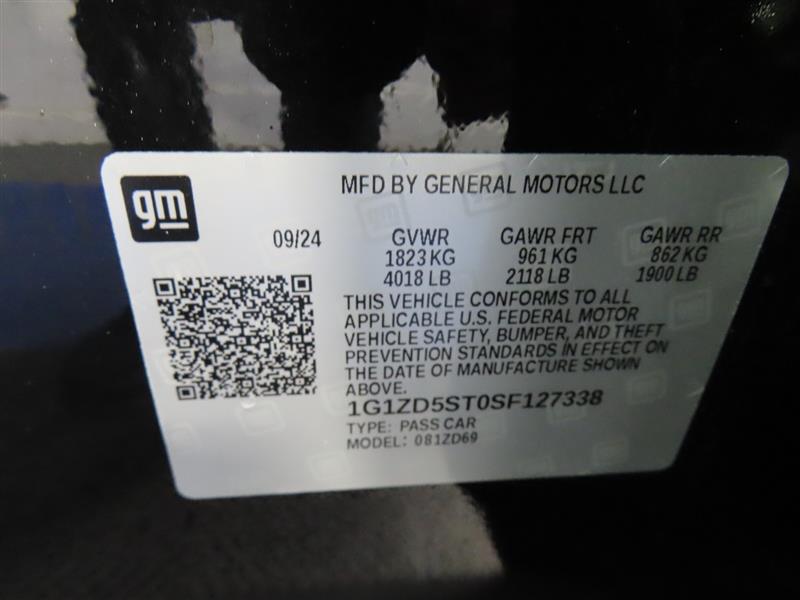 gm
MFD BY GENERAL MOTORS LLC
09/24 GVWR GAWR FRT GAWR RR
1823 KG 961 KG 862 KG
4018 LB 2118 LB 1900 LB
THIS VEHICLE CONFORMS TO ALL
APPLICABLE U.S. FEDERAL MOTOR
VEHICLE SAFETY, BUMPER, AND THEFT
PREVENTION STANDARDS IN EFFECT ON
THE DATE OF MANUFACTURE SHOWN
ABOVE.
1G1ZD5ST0SF127338
TYPE: PASS CAR
MODEL: 081ZD69